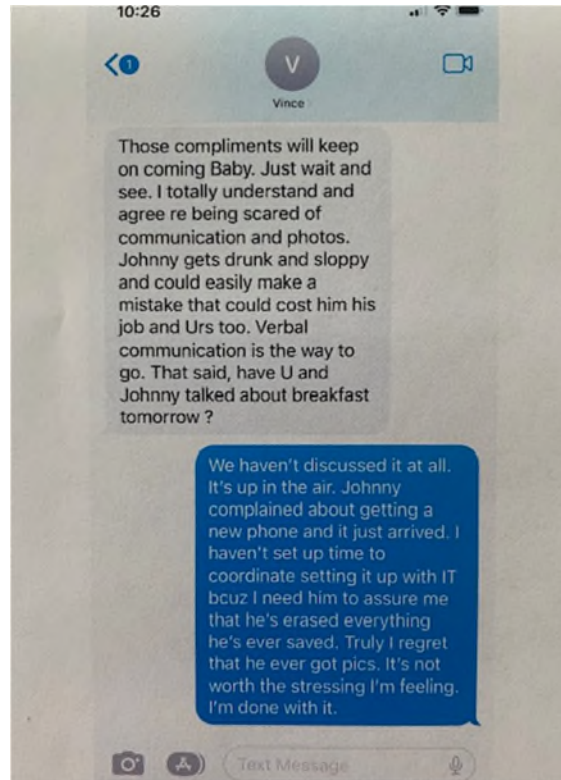 10:26
1
V
Vince
Those compliments will keep
on coming Baby. Just wait and
see. I totally understand and
agree re being scared of
communication and photos.
Johnny gets drunk and sloppy
and could easily make a
mistake that could cost him his
job and Urs too. Verbal
communication is the way to
go. That said, have U and
Johnny talked about breakfast
tomorrow ?
We haven't discussed it at all.
It's up in the air. Johnny
complained about getting a
new phone and it just arrived. I
haven't set up time to
coordinate setting it up with IT
bcuz I need him to assure me
that he's erased everything
he's ever saved. Truly I regret
that he ever got pics. It's not
worth the stressing I'm feeling.
I'm done with it.
Text Message